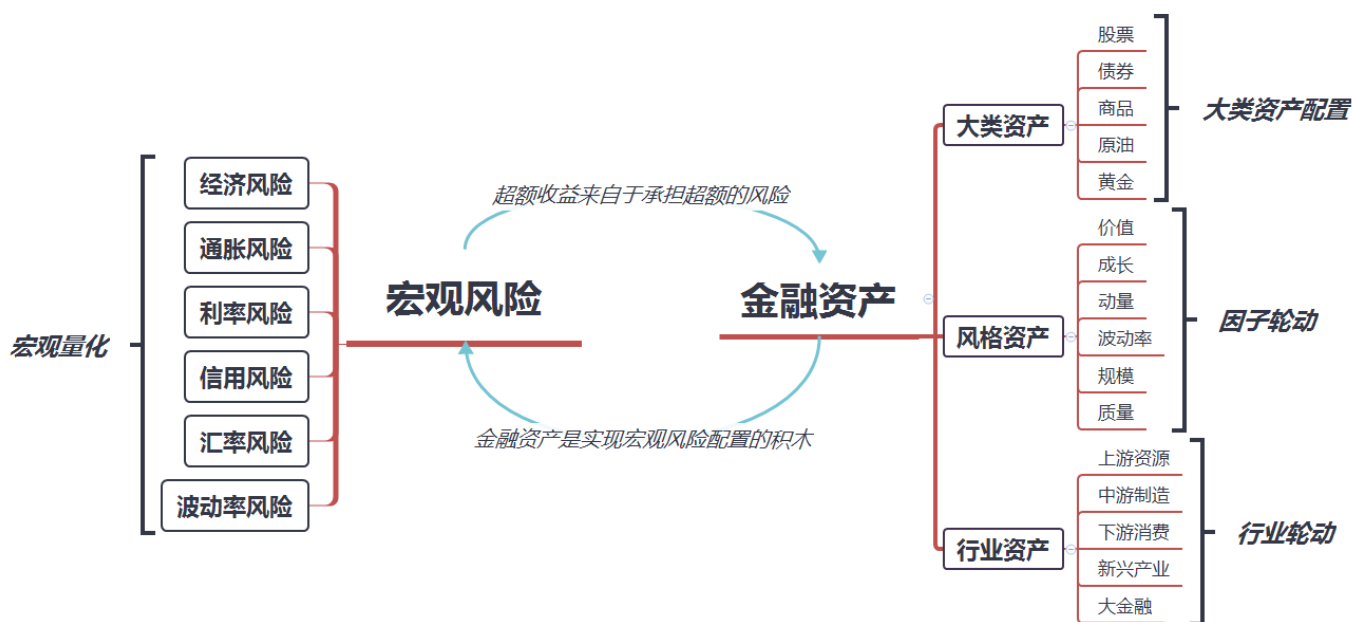 宏观量化
经济风险
通胀风险
利率风险
信用风险
汇率风险
波动率风险
宏观风险
超额收益来自于承担超额的风险
金融资产是实现宏观风险配置的积木
金融资产
大类资产
股票
债券
商品
原油
黄金
大类资产配置
风格资产
价值
成长
动量
波动率
规模
质量
因子轮动
行业资产
上游资源
中游制造
下游消费
新兴产业
大金融
行业轮动